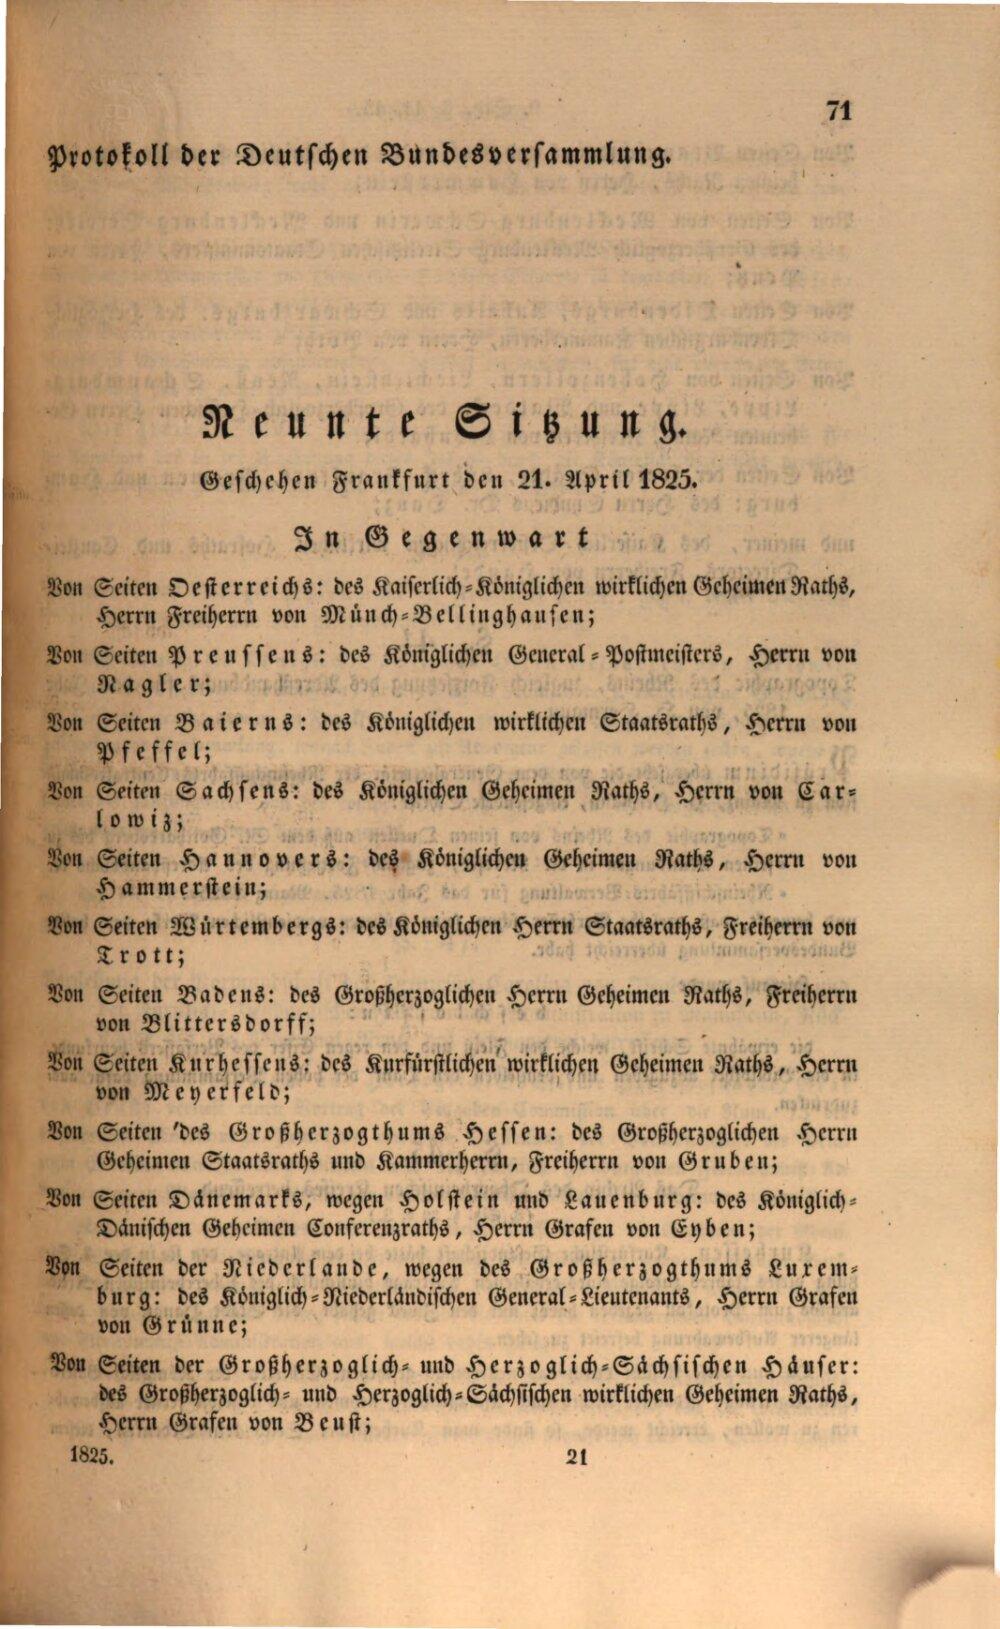 71
Protokoll der Deutschen Bundesversammlung.
Neunte Sitzung.
Geschehen Frankfurt den 21. April 1825.
In Gegenwart
Von Seiten Oesterreichs: des Kaiserlich-Königlichen wirklichen Geheimen Raths,
Herrn Freiherrn von Münch-Bellinghausen;
Von Seiten Preussens: des Königlichen General-Postmeisters, Herrn von
Nagler;
Von Seiten Baierns: des Königlichen wirklichen Staatsraths, Herrn von
Pfeffel;
Von Seiten Sachsens: des Königlichen Geheimen Raths, Herrn von Car-
lowiz;
Von Seiten Hannovers: des Königlichen Geheimen Raths, Herrn von
Hammerstein;
Von Seiten Würtembergs: des Königlichen Herrn Staatsraths, Freiherrn von
Trott;
Von Seiten Badens: des Großherzoglichen Herrn Geheimen Raths, Freiherrn
von Blittersdorff;
Von Seiten Kurhessens: des Kurfürstlichen wirklichen Geheimen Raths, Herrn
von Meyerfeld;
Von Seiten des Großherzogthums Hessen: des Großherzoglichen Herrn
Geheimen Staatsraths und Kammerherrn, Freiherrn von Gruben;
Von Seiten Dänemarks, wegen Holstein und Lauenburg: des Königlich-
Dänischen Geheimen Conferenzraths, Herrn Grafen von Eyben;
Von Seiten der Niederlande, wegen des Großherzogthums Luxem-
burg: des Königlich-Niederländischen General-Lieutenants, Herrn Grafen
von Grünne;
Von Seiten der Großherzoglich- und Herzoglich-Sächsischen Häuser:
des Großherzoglich- und Herzoglich-Sächsischen wirklichen Geheimen Raths,
Herrn Grafen von Beust;
1825. 21